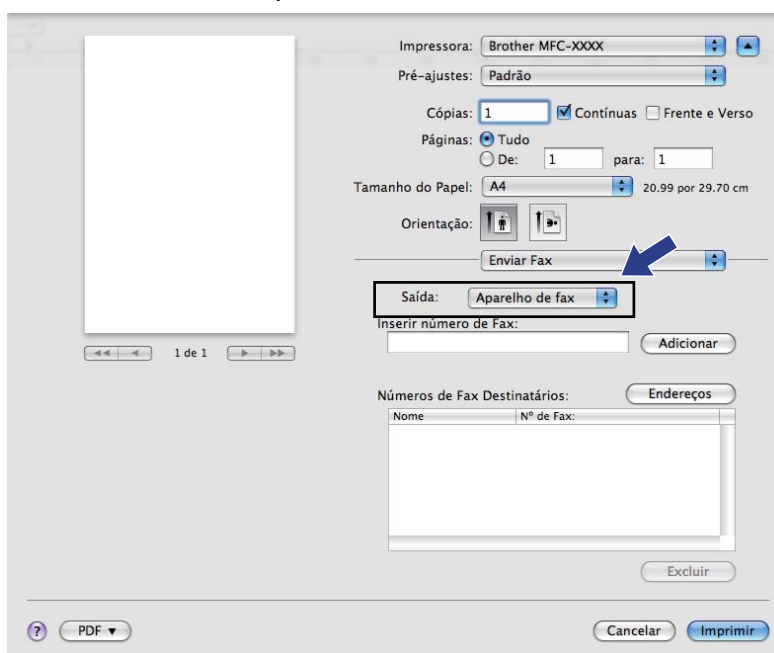 Impressora: Brother MFC-XXXX
Pré-ajustes: Padrão
Cópias: 1 Contínuas Frente e Verso
Páginas: Tudo
De: 1 para: 1
Tamanho do Papel: A4 20.99 por 29.70 cm
Orientação:
Enviar Fax
Saída: Aparelho de fax
Inserir número de Fax:
Adicionar
1 de 1
Números de Fax Destinatários: Endereços
Nome Nº de Fax:
Excluir
? PDF ▼ Cancelar Imprimir